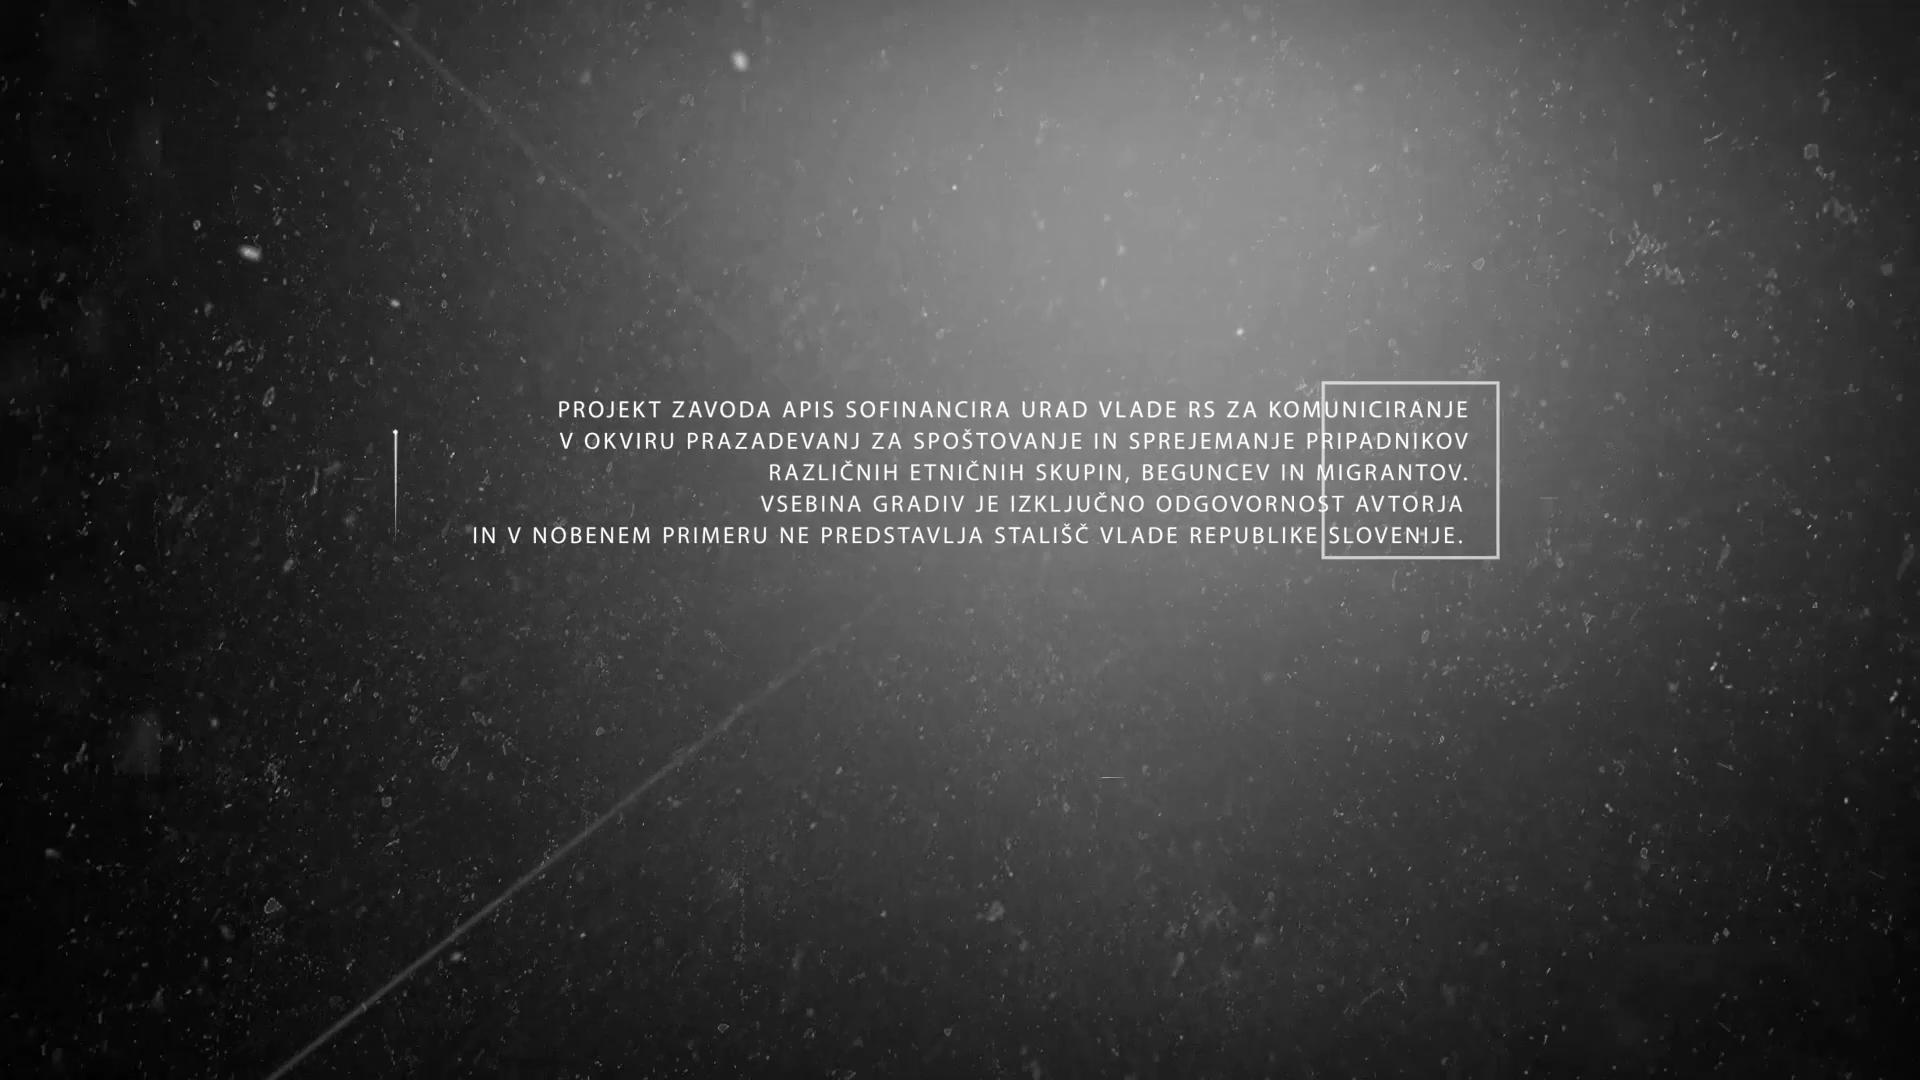 PROJEKT ZAVODA APIS SOFINANCIRA URAD VLADE RS ZA KOMUNICIRANJE
V OKVIRU PRAZADEVANJ ZA SPOŠTOVANJE IN SPREJEMANJE PRIPADNIKOV
RAZLIČNIH ETNIČNIH SKUPIN, BEGUNCEV IN MIGRANTOV.
VSEBINA GRADIV JE IZKLJUČNO ODGOVORNOST AVTORJA
IN V NOBENEM PRIMERU NE PREDSTAVLJA STALIŠČ VLADE REPUBLIKE SLOVENIJE.